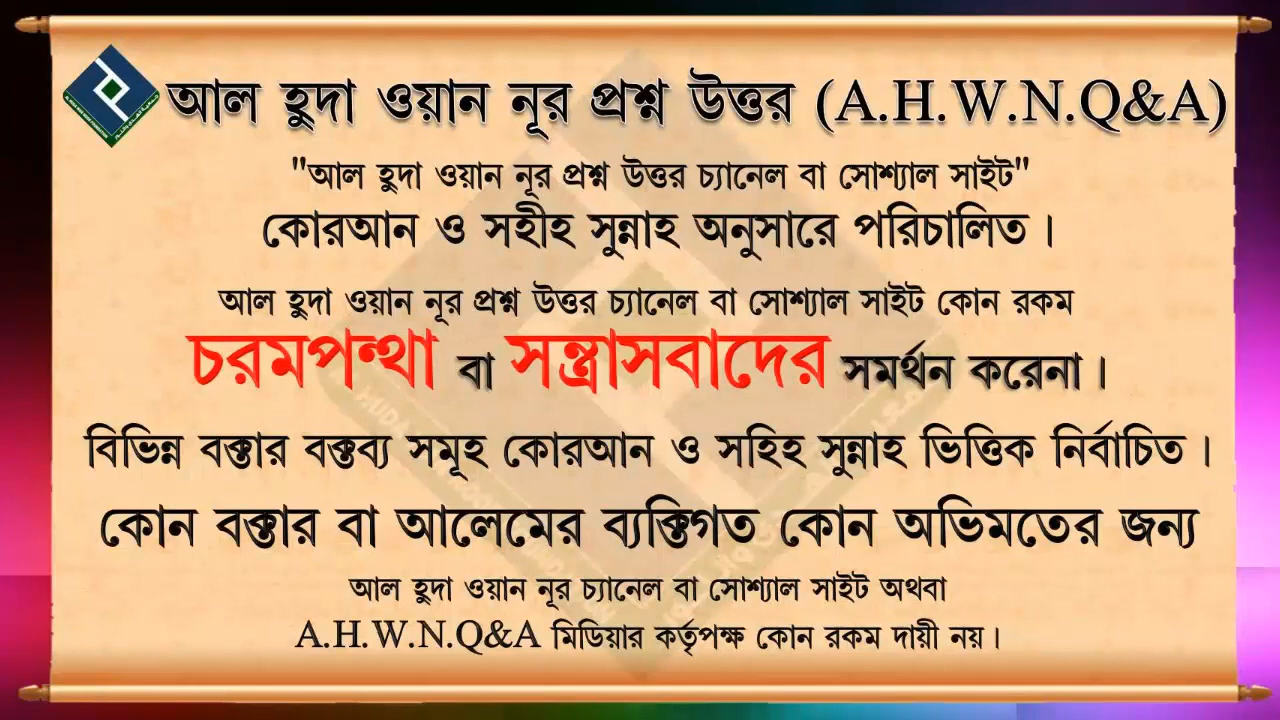 আল হুদা ওয়ান নূর প্রশ্ন উত্তর (A.H.W.N.Q&A)
"আল হুদা ওয়ান নূর প্রশ্ন উত্তর চ্যানেল বা সোশ্যাল সাইট"
কোরআন ও সহীহ সুন্নাহ অনুসারে পরিচালিত।
আল হুদা ওয়ান নূর প্রশ্ন উত্তর চ্যানেল বা সোশ্যাল সাইট কোন রকম
চরমপন্থা বা সন্ত্রাসবাদের সমর্থন করেনা।
বিভিন্ন বক্তার বক্তব্য সমূহ কোরআন ও সহিহ সুন্নাহ ভিত্তিক নির্বাচিত।
কোন বক্তার বা আলেমের ব্যক্তিগত কোন অভিমতের জন্য
আল হুদা ওয়ান নূর চ্যানেল বা সোশ্যাল সাইট অথবা
A.H.W.N.Q&A মিডিয়ার কর্তৃপক্ষ কোন রকম দায়ী নয়।